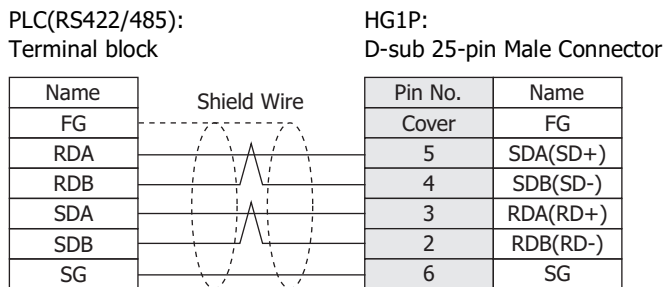 PLC(RS422/485):
Terminal block
HG1P:
D-sub 25-pin Male Connector
Name Shield Wire Pin No. Name
FG Cover FG
RDA 5 SDA(SD+)
RDB 4 SDB(SD-)
SDA 3 RDA(RD+)
SDB 2 RDB(RD-)
SG 6 SG